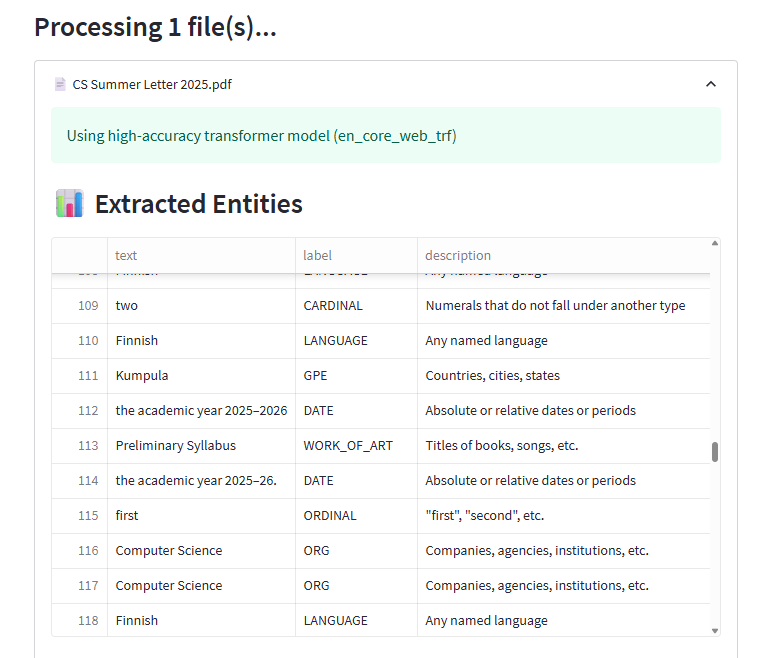 Processing 1 file(s)...
CS Summer Letter 2025.pdf
Using high-accuracy transformer model (en_core_web_trf)
Extracted Entities
text label description
109 two CARDINAL Numerals that do not fall under another type
110 Finnish LANGUAGE Any named language
111 Kumpula GPE Countries, cities, states
112 the academic year 2025–2026 DATE Absolute or relative dates or periods
113 Preliminary Syllabus WORK_OF_ART Titles of books, songs, etc.
114 the academic year 2025–26. DATE Absolute or relative dates or periods
115 first ORDINAL "first", "second", etc.
116 Computer Science ORG Companies, agencies, institutions, etc.
117 Computer Science ORG Companies, agencies, institutions, etc.
118 Finnish LANGUAGE Any named language